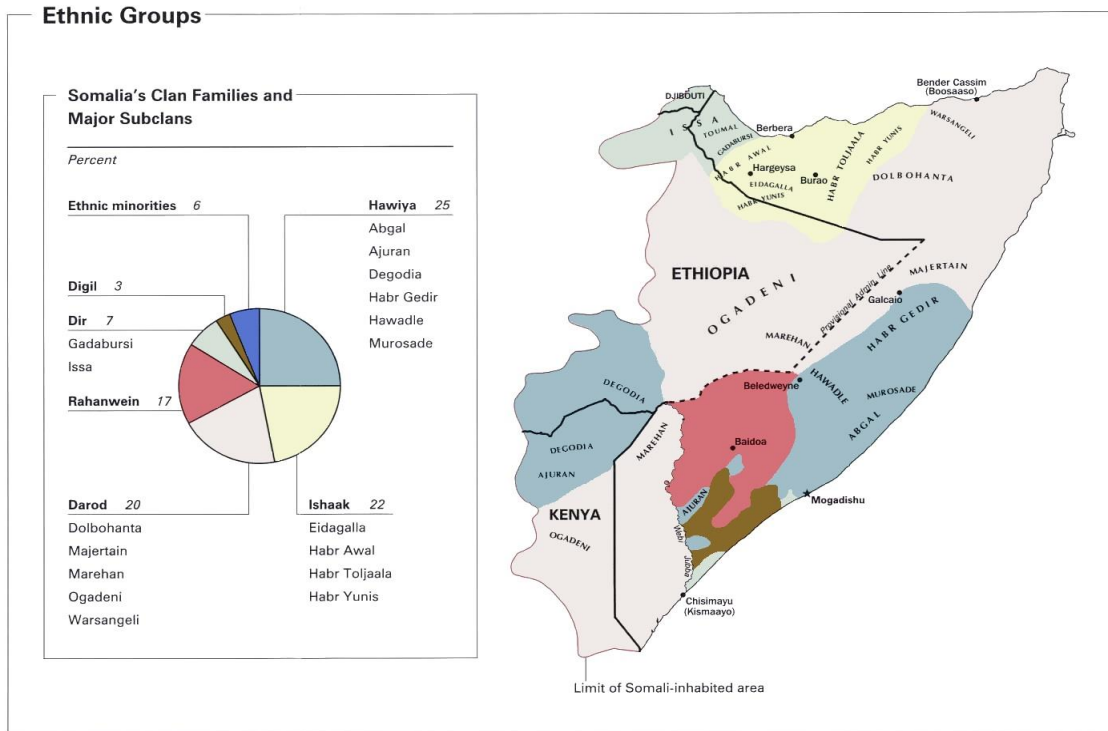 Ethnic Groups
Somalia's Clan Families and
Major Subclans
Percent
Ethnic minorities 6
Hawiya 25
Abgal
Ajuran
Degodia
Habr Gedir
Hawadle
Murosade
Digil 3
Dir 7
Gadabursi
Issa
Rahanwein 17
Darod 20
Dolbohanta
Majertain
Marehan
Ogadeni
Warsangeli
Ishaak 22
Eidagalla
Habr Awal
Habr Toljaala
Habr Yunis
Bender Cassim
(Boosaaso)
DJIBOUTI
ISSA
TOUMAL
GADABURSI
Berbera
WARSANGELI
HABR AWAL
Hargeysa
EIDAGALLA
HABR YUNIS
Burao
HABR TOLJAALA
HABR YUNIS
DOLBOHANTA
ETHIOPIA
OGADENI
MAJERTAIN
Provisional Admin Line
Galcaio
MAREHAN
HABR GEDIR
Beledweyne
HAWADLE
MUROSADE
ABGAL
DEGODIA
DEGODIA
AJURAN
MAREHAN
Baidoa
AJURAN
Mogadishu
KENYA
OGADENI
Webi Jubba
Chisimayu
(Kismaayo)
Limit of Somali-inhabited area